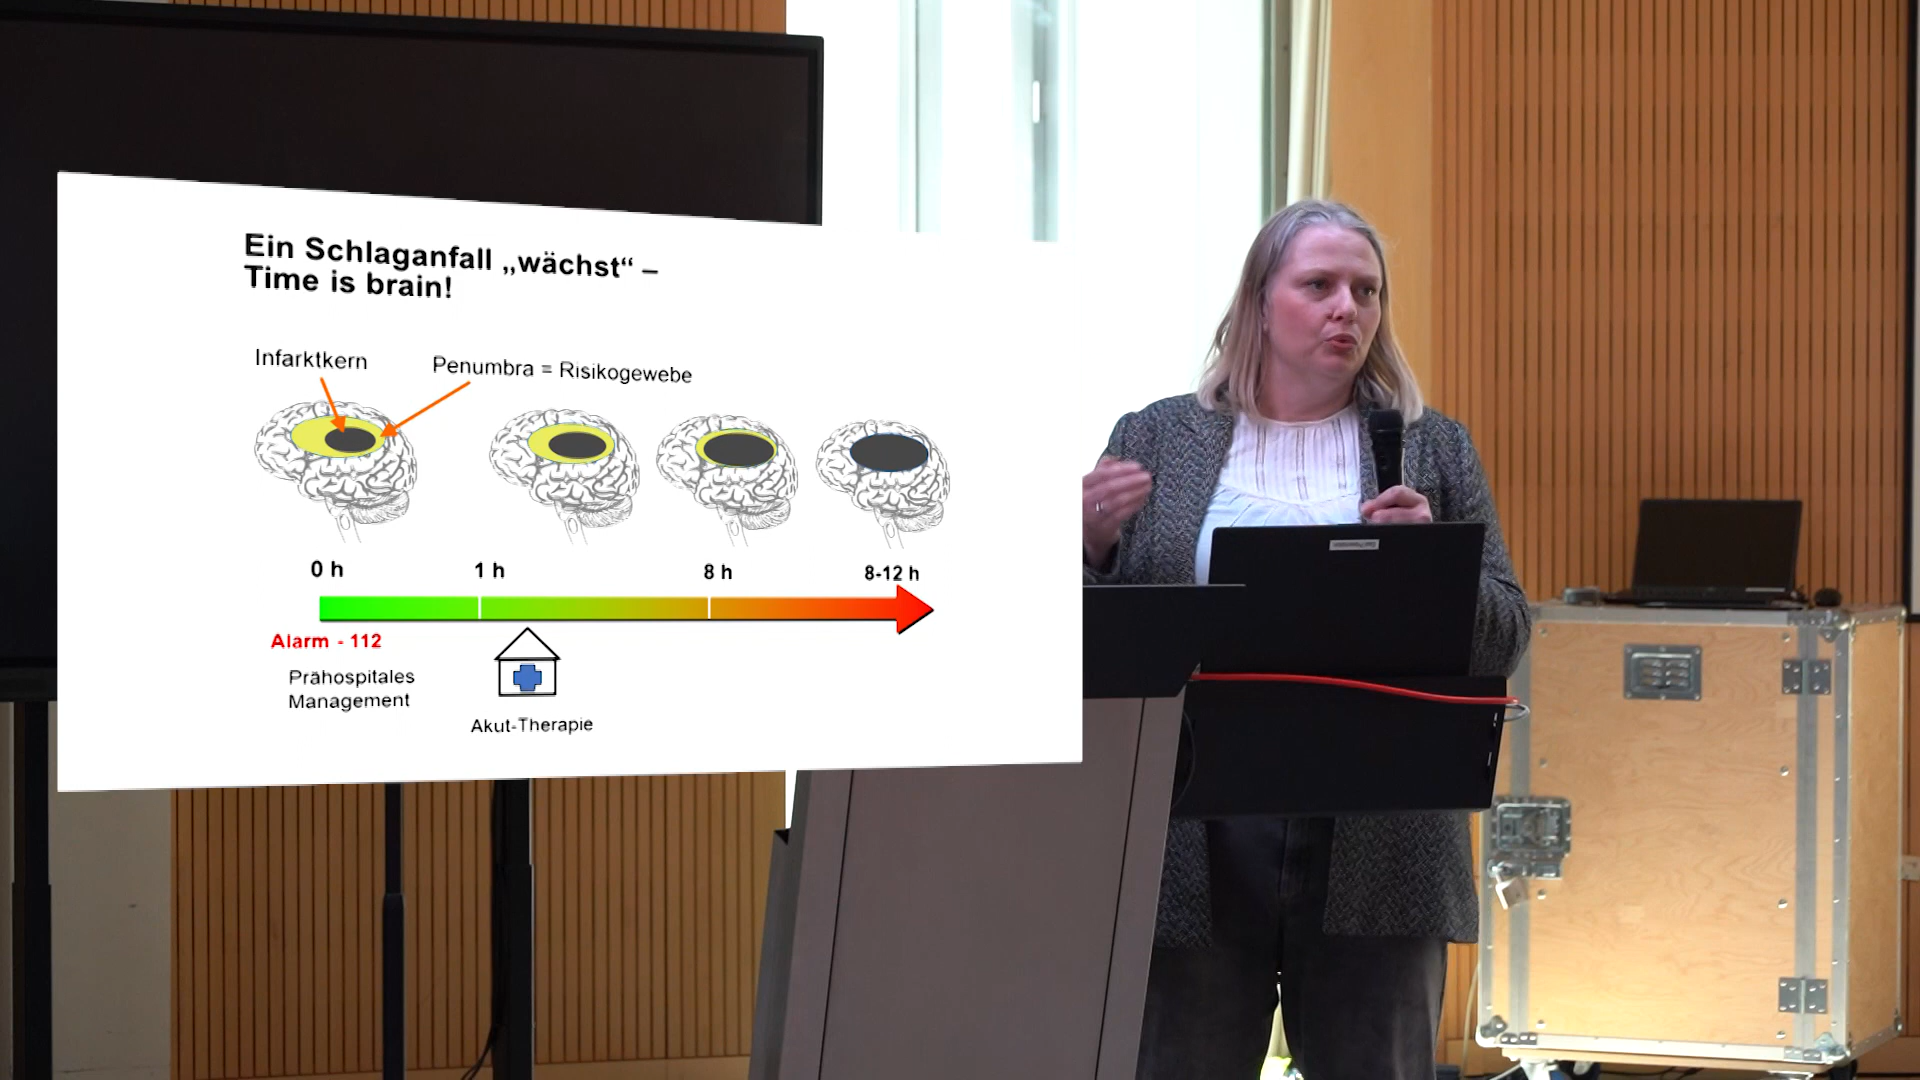 Ein Schlaganfall „wächst“ –
Time is brain!
Infarktkern
Penumbra = Risikogewebe
0 h
1 h
8 h
8-12 h
Alarm - 112
Prähospitales
Management
Akut-Therapie